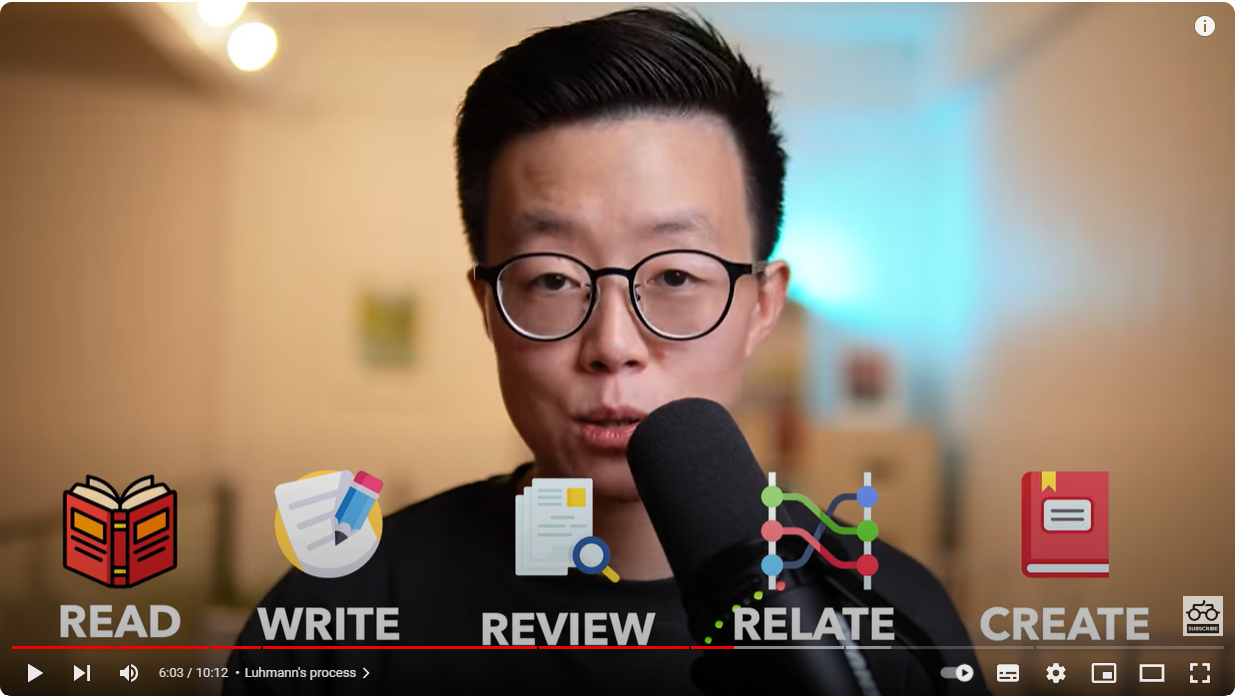 READ
WRITE
REVIEW
RELATE
CREATE
SUBSCRIBE
6:03 / 10:12 • Luhmann's process